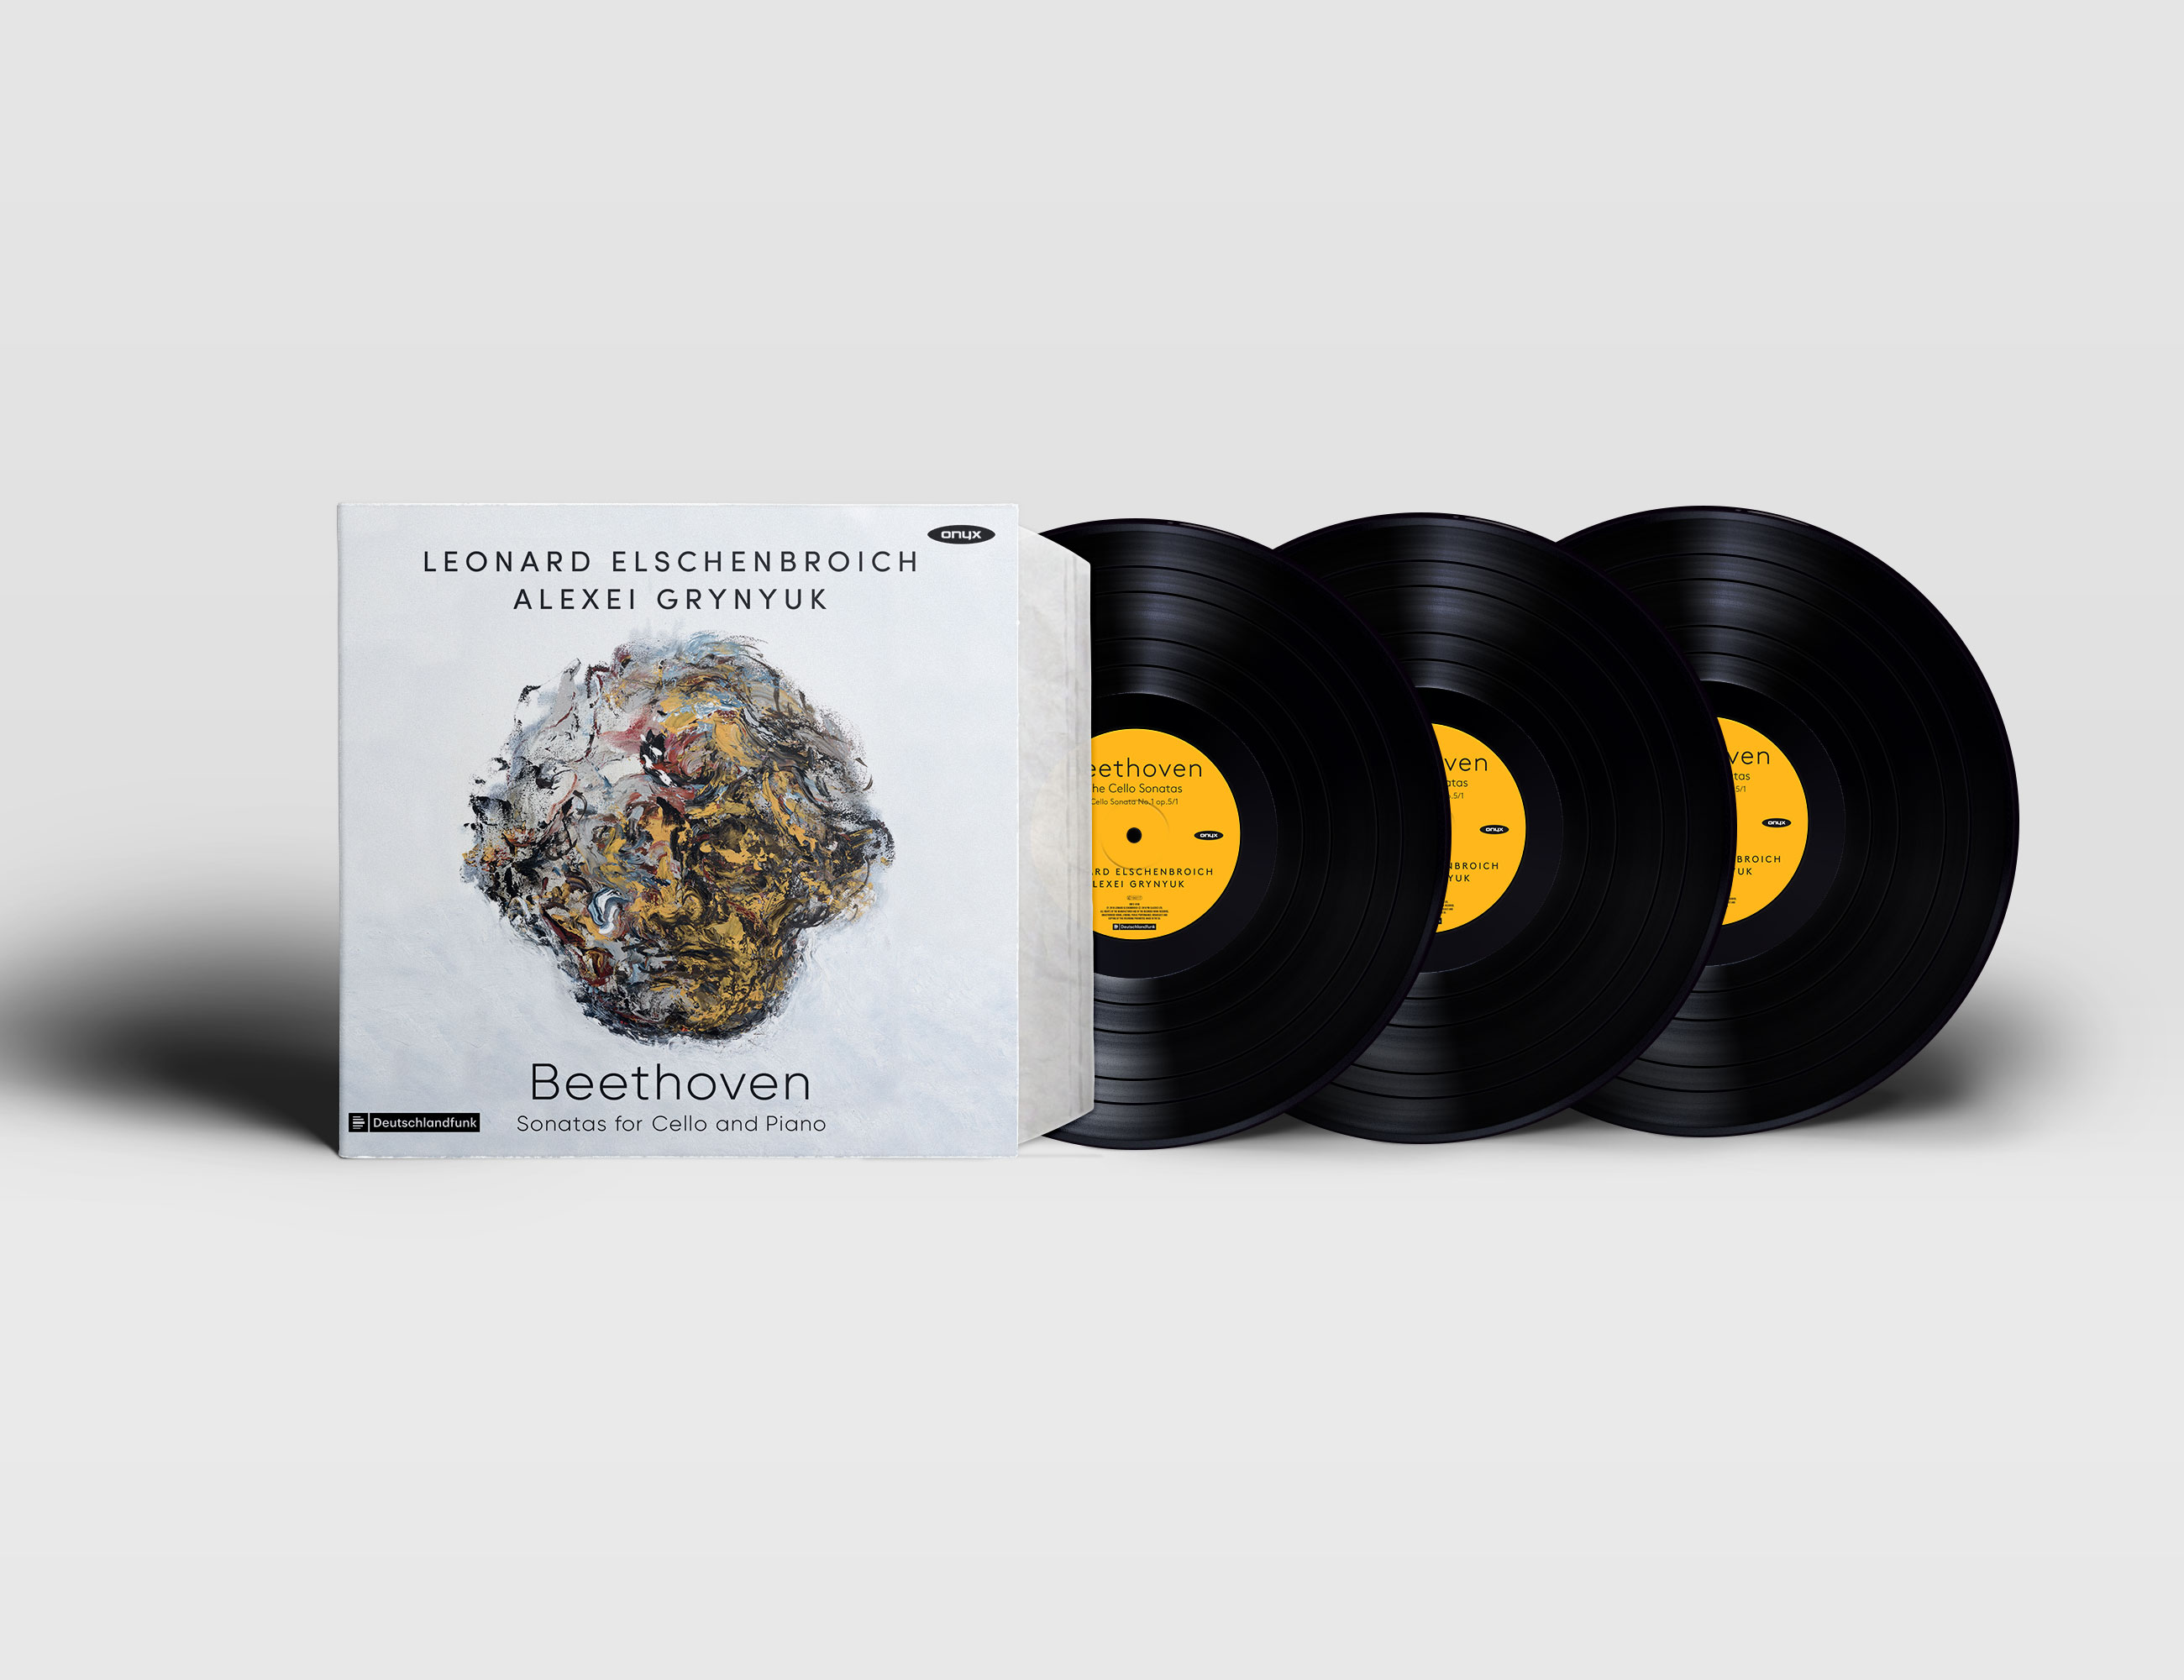 onyx
LEONARD ELSCHENBROICH
ALEXEI GRYNYUK
Beethoven
Sonatas for Cello and Piano
Deutschlandfunk
eethoven
he Cello Sonatas
Cello Sonata No.1 op.5/1
onyx
RD ELSCHENBROICH
LEXEI GRYNYUK
Deutschlandfunk
ven
atas
.5/1
onyx
NBROICH
YUK
ven
tas
5/1
onyx
BROICH
UK